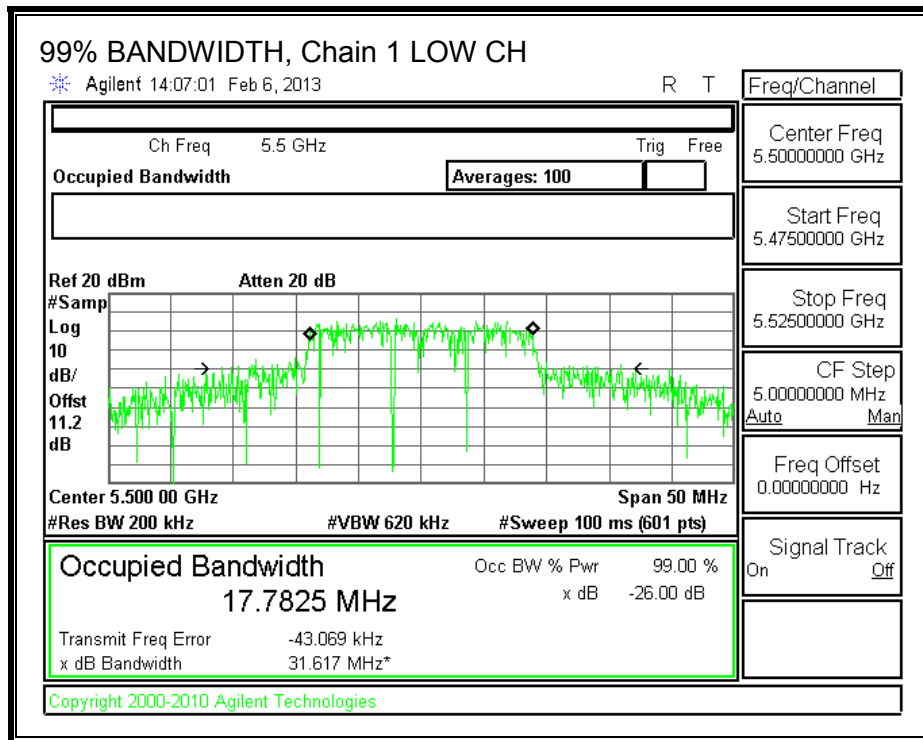 99% BANDWIDTH, Chain 1 LOW CH
Agilent 14:07:01 Feb 6, 2013 R T
Ch Freq 5.5 GHz Trig Free
Occupied Bandwidth Averages: 100
Ref 20 dBm Atten 20 dB
#Samp
Log
10
dB/
Offst
11.2
dB
Center 5.500 00 GHz Span 50 MHz
#Res BW 200 kHz #VBW 620 kHz #Sweep 100 ms (601 pts)
Occupied Bandwidth Occ BW % Pwr 99.00 %
17.7825 MHz x dB -26.00 dB
Transmit Freq Error -43.069 kHz
x dB Bandwidth 31.617 MHz*
Copyright 2000-2010 Agilent Technologies
Freq/Channel
Center Freq
5.50000000 GHz
Start Freq
5.47500000 GHz
Stop Freq
5.52500000 GHz
CF Step
5.00000000 MHz
Auto Man
Freq Offset
0.00000000 Hz
Signal Track
On Off